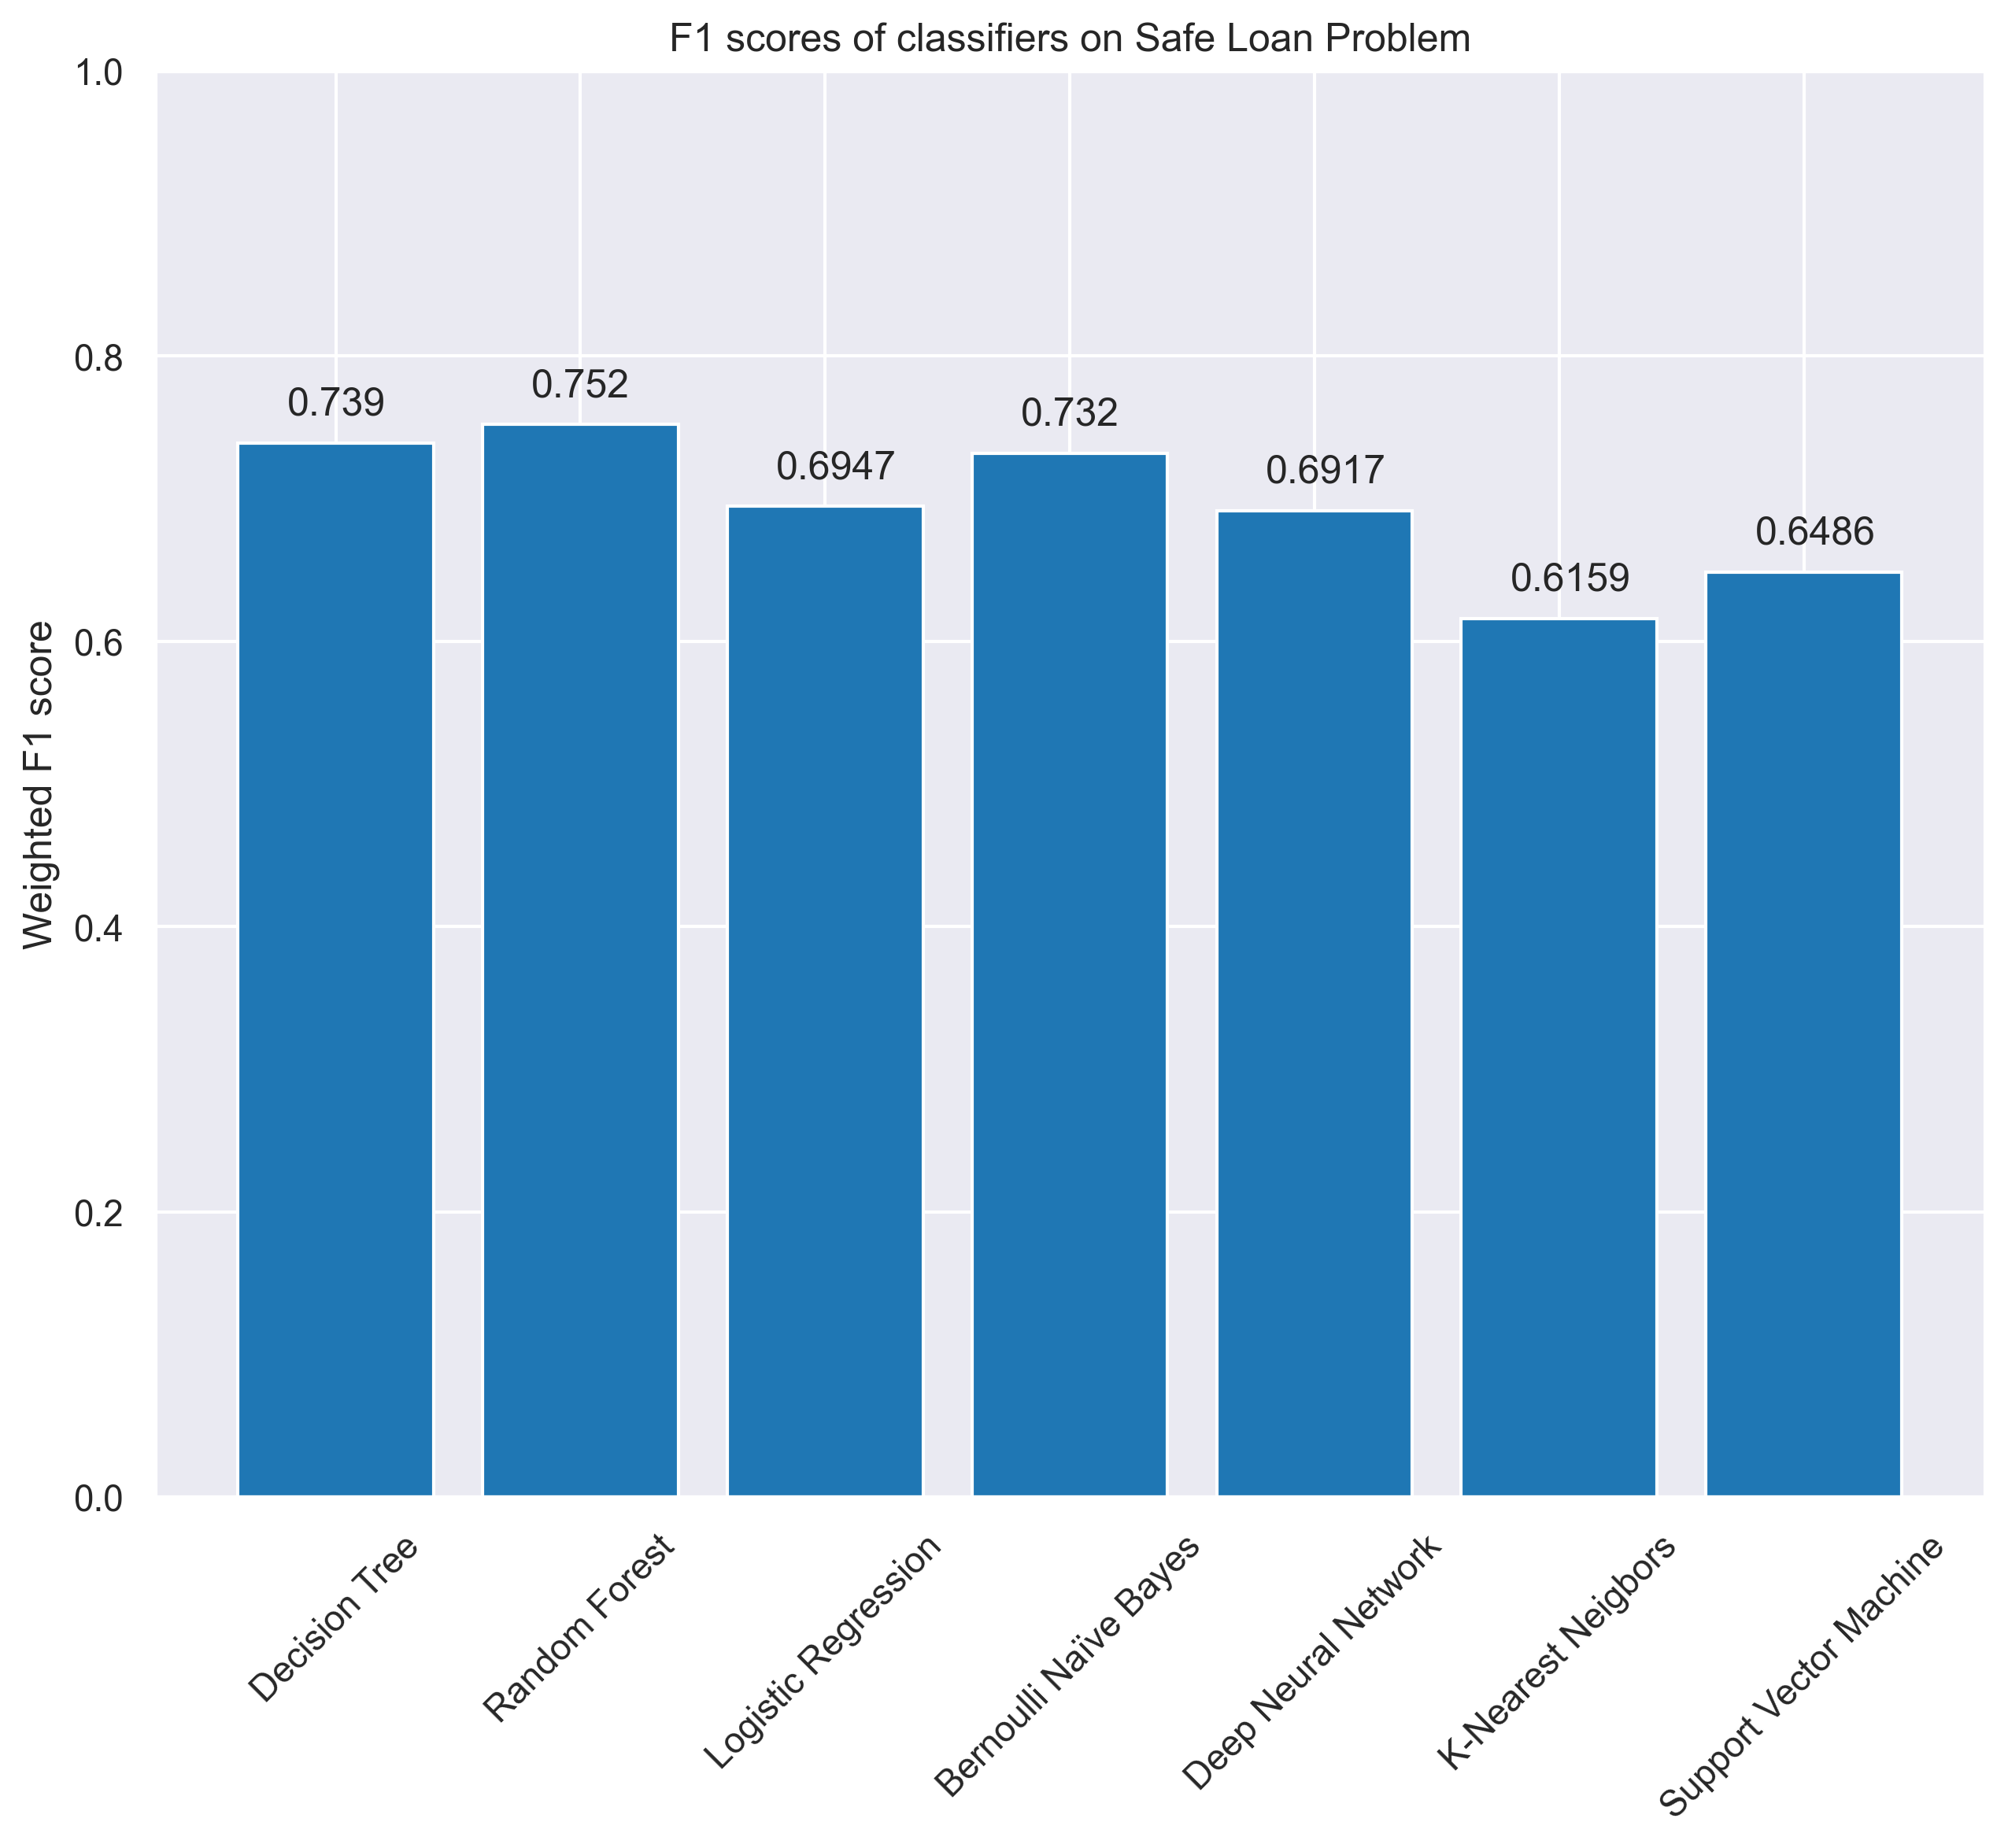 F1 scores of classifiers on Safe Loan Problem
Weighted F1 score
1.0
0.8
0.6
0.4
0.2
0.0
0.739
0.752
0.6947
0.732
0.6917
0.6159
0.6486
Decision Tree
Random Forest
Logistic Regression
Bernoulli Naïve Bayes
Deep Neural Network
K-Nearest Neigbors
Support Vector Machine